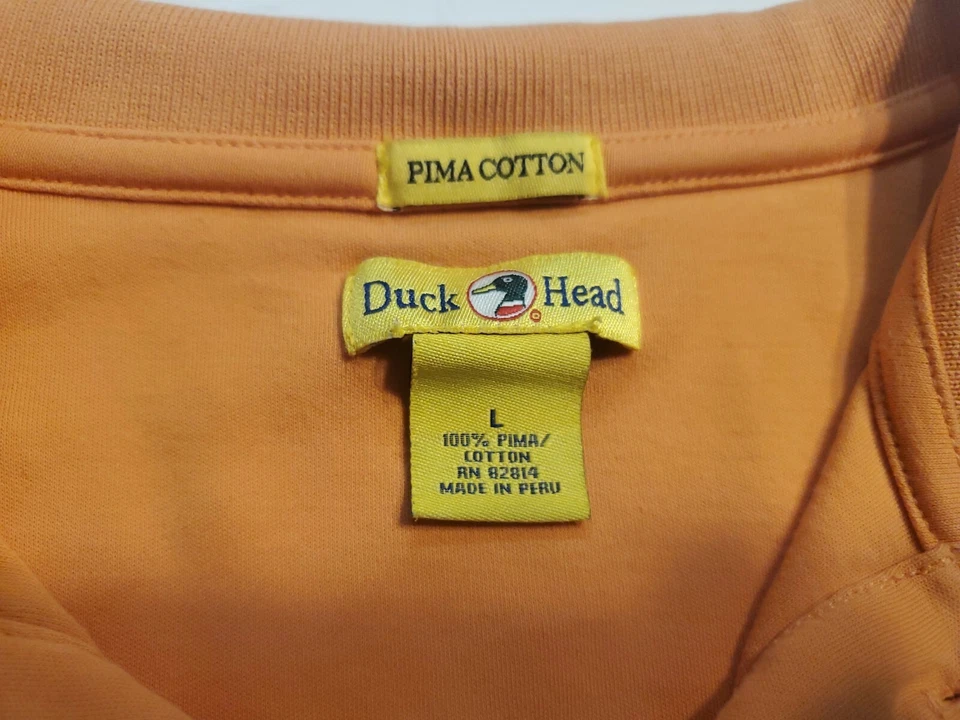 PIMA COTTON
Duck Head
L
100% PIMA/
COTTON
RN 82814
MADE IN PERU